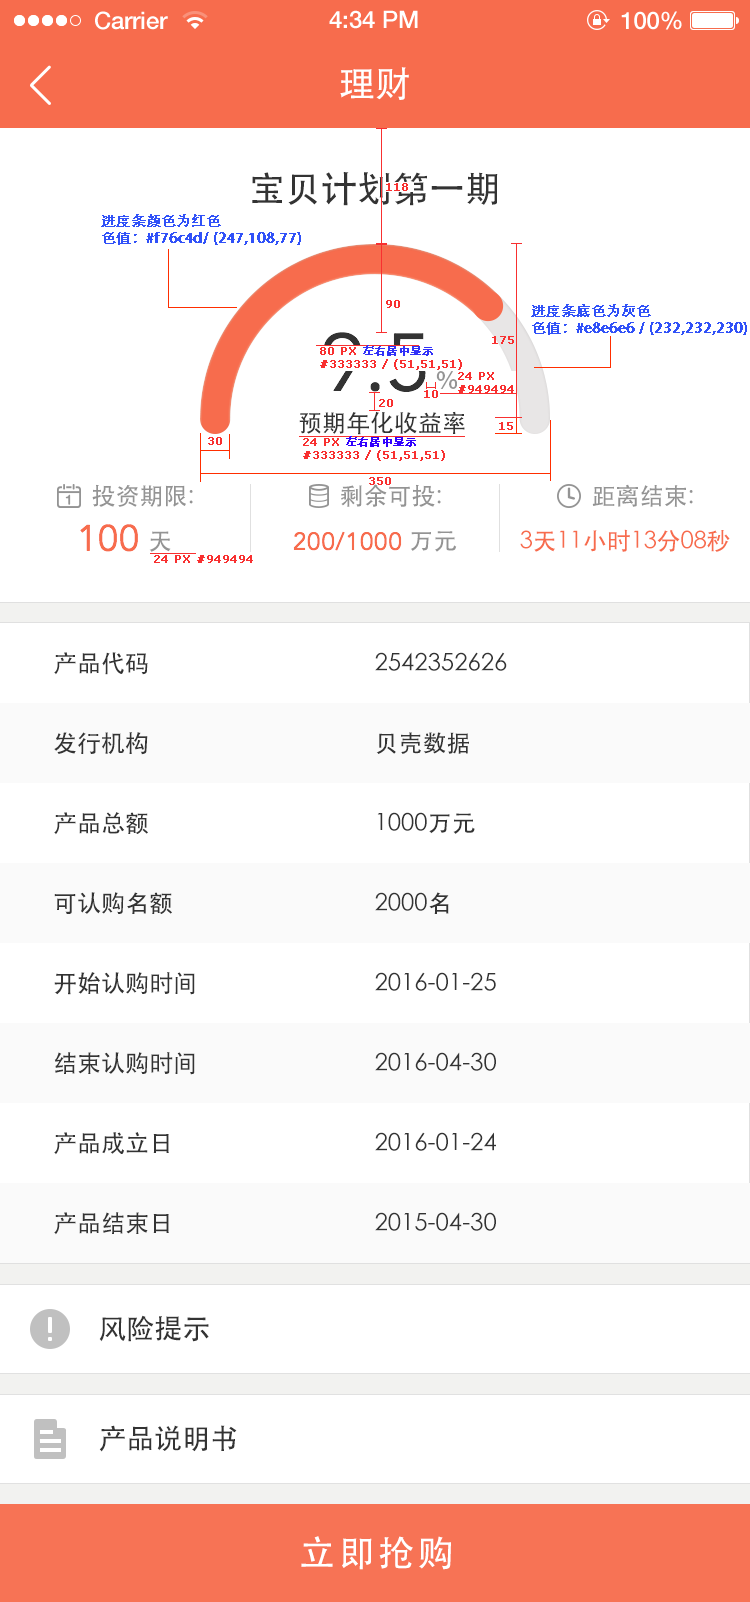 Carrier 4:34 PM 100%
理财
宝贝计划第一期
118
进度条颜色为红色
色值: #f76c4d/ (247,108,77)
90
进度条底色为灰色
色值: #e8e6e6 / (232,232,230)
175
9.5 %
80 PX 左右居中显示
#333333 / (51,51,51)
24 PX
#949494
10
20
预期年化收益率
15
30
24 PX 左右居中显示
#333333 / (51,51,51)
350
投资期限: 剩余可投: 距离结束:
100 天 200/1000 万元 3天11小时13分08秒
24 PX #949494
产品代码 2542352626
发行机构 贝壳数据
产品总额 1000万元
可认购名额 2000名
开始认购时间 2016-01-25
结束认购时间 2016-04-30
产品成立日 2016-01-24
产品结束日 2015-04-30
风险提示
产品说明书
立即抢购